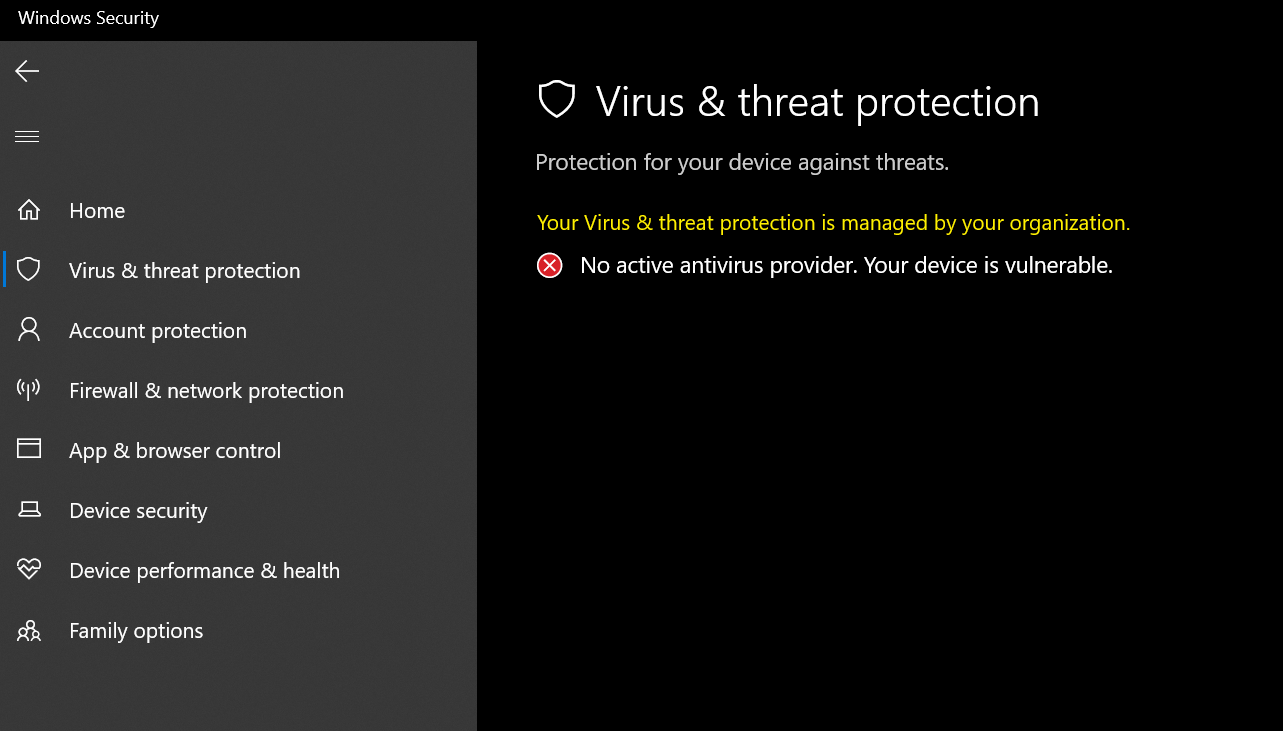 Windows Security
Home
Virus & threat protection
Account protection
Firewall & network protection
App & browser control
Device security
Device performance & health
Family options
Virus & threat protection
Protection for your device against threats.
Your Virus & threat protection is managed by your organization.
No active antivirus provider. Your device is vulnerable.